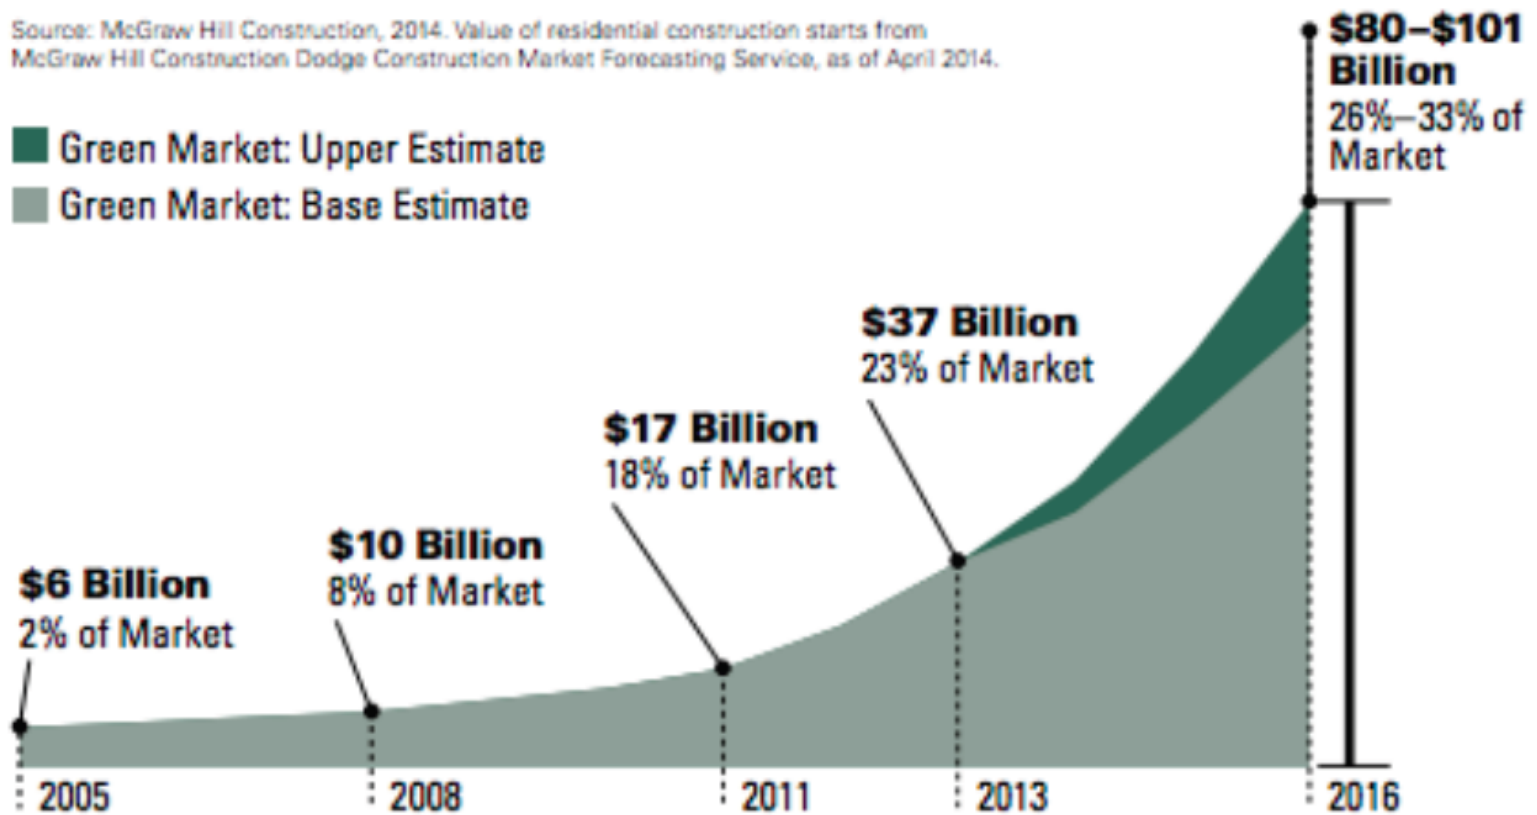 Source: McGraw Hill Construction, 2014. Value of residential construction starts from
McGraw Hill Construction Dodge Construction Market Forecasting Service, as of April 2014.
Green Market: Upper Estimate
Green Market: Base Estimate
$80–$101
Billion
26%–33% of
Market
$37 Billion
23% of Market
$17 Billion
18% of Market
$10 Billion
8% of Market
$6 Billion
2% of Market
2005
2008
2011
2013
2016